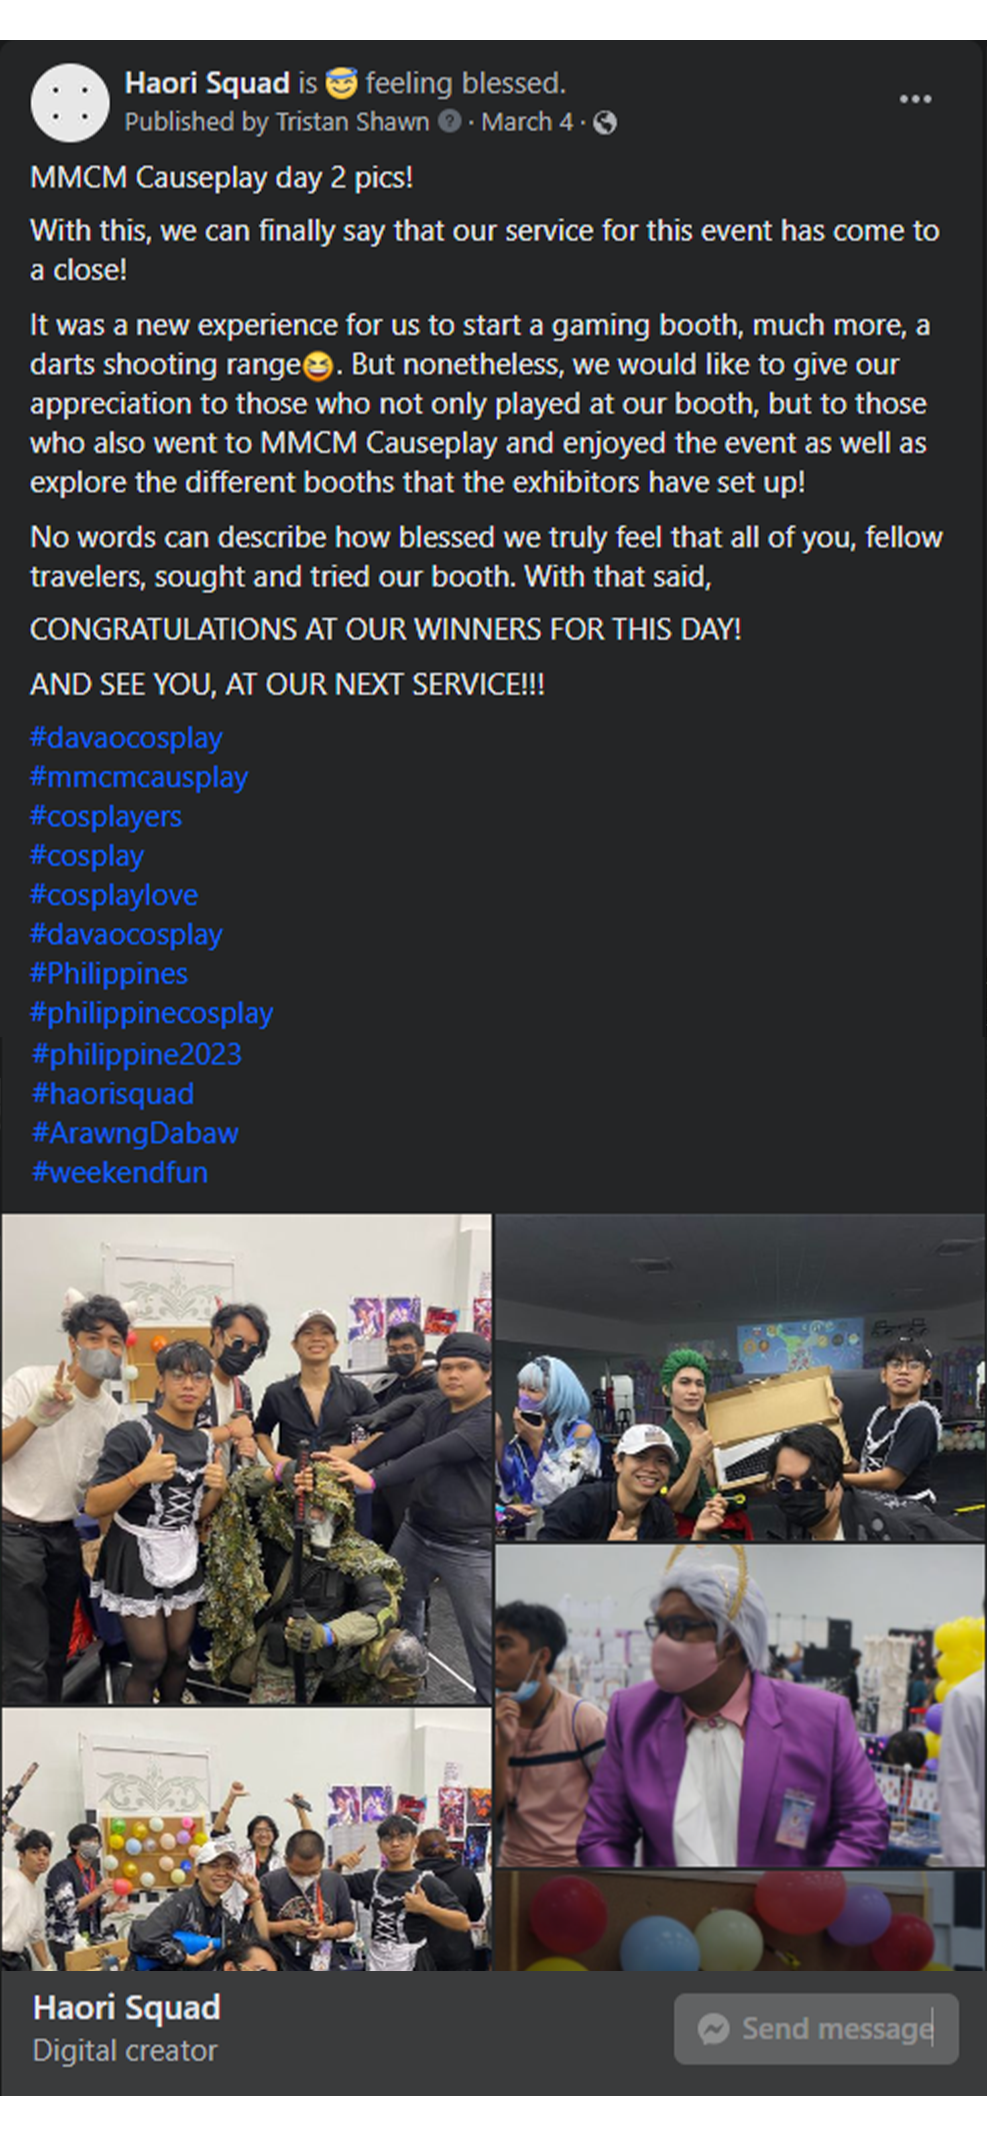 Haori Squad is 😇 feeling blessed.
Published by Tristan Shawn · March 4 ·
MMCM Causeplay day 2 pics!
With this, we can finally say that our service for this event has come to
a close!
It was a new experience for us to start a gaming booth, much more, a
darts shooting range😆. But nonetheless, we would like to give our
appreciation to those who not only played at our booth, but to those
who also went to MMCM Causeplay and enjoyed the event as well as
explore the different booths that the exhibitors have set up!
No words can describe how blessed we truly feel that all of you, fellow
travelers, sought and tried our booth. With that said,
CONGRATULATIONS AT OUR WINNERS FOR THIS DAY!
AND SEE YOU, AT OUR NEXT SERVICE!!!
#davaocosplay
#mmcmcausplay
#cosplayers
#cosplay
#cosplaylove
#davaocosplay
#Philippines
#philippinecosplay
#philippine2023
#haorisquad
#ArawngDabaw
#weekendfun
Haori Squad
Digital creator
Send message